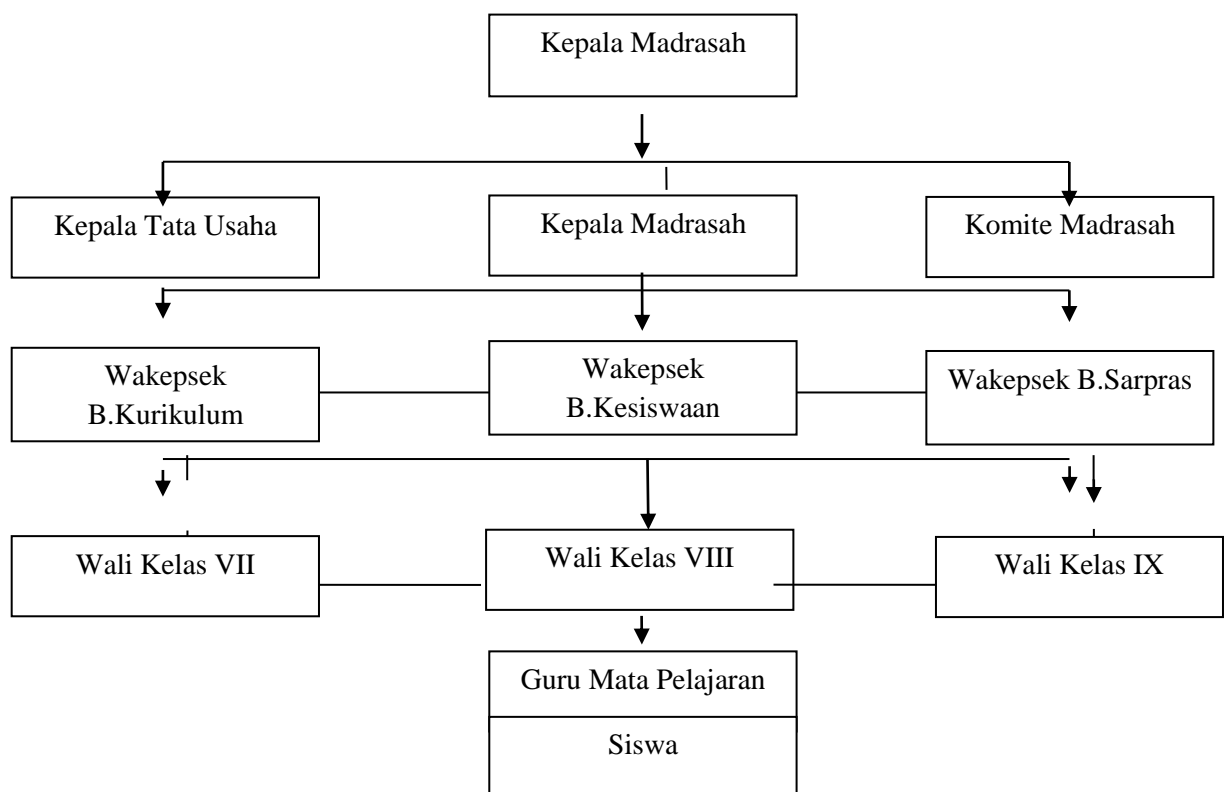 Kepala Madrasah
Kepala Tata Usaha
Kepala Madrasah
Komite Madrasah
Wakepsek
B.Kurikulum
Wakepsek
B.Kesiswaan
Wakepsek B.Sarpras
Wali Kelas VII
Wali Kelas VIII
Wali Kelas IX
Guru Mata Pelajaran
Siswa